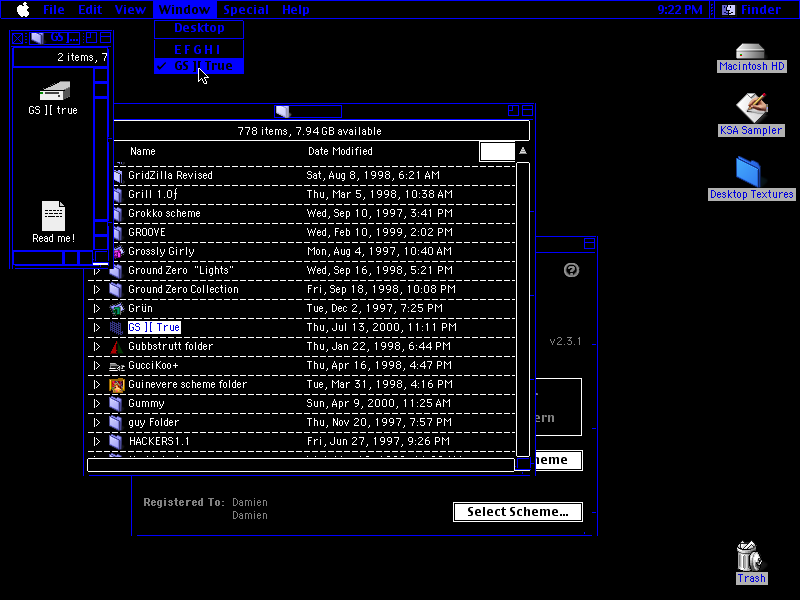 File Edit View Window Special Help 9:22 PM Finder
Desktop
E F G H I
✓ GS ][ True
GS ...
2 items, 7
GS ][ true
Read me!
Macintosh HD
KSA Sampler
Desktop Textures
Trash
778 items, 7.94 GB available
Name Date Modified
GridZilla Revised Sat, Aug 8, 1998, 6:21 AM
Grill 1.0f Thu, Mar 5, 1998, 10:38 AM
Grokko scheme Wed, Sep 10, 1997, 3:41 PM
GROOVE Wed, Feb 10, 1999, 2:02 PM
Grossly Girly Mon, Aug 4, 1997, 10:40 AM
Ground Zero "Lights" Wed, Sep 16, 1998, 5:21 PM
Ground Zero Collection Fri, Sep 18, 1998, 10:08 PM
Grün Tue, Dec 2, 1997, 7:25 PM
GS ][ True Thu, Jul 13, 2000, 11:11 PM
Gubbstrutt folder Thu, Jan 22, 1998, 6:44 PM
GucciKoo+ Thu, Apr 16, 1998, 4:47 PM
Guinevere scheme folder Tue, Mar 31, 1998, 4:16 PM
Gummy Sun, Apr 9, 2000, 11:25 AM
guy Folder Thu, Nov 20, 1997, 7:57 PM
HACKERS1.1 Fri, Jun 27, 1997, 9:26 PM
v2.3.1
ern
heme
Registered To: Damien
Damien
Select Scheme...